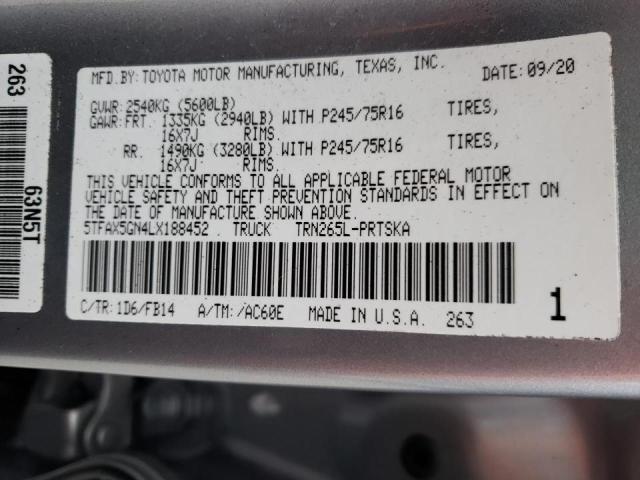 263
63N5T
MFD.BY: TOYOTA MOTOR MANUFACTURING, TEXAS, INC. DATE: 09/20
GVWR: 2540KG (5600LB)
GAWR: FRT. 1335KG (2940LB) WITH P245/75R16 TIRES,
16X7J RIMS.
RR. 1490KG (3280LB) WITH P245/75R16 TIRES,
16X7J RIMS.
THIS VEHICLE CONFORMS TO ALL APPLICABLE FEDERAL MOTOR
VEHICLE SAFETY AND THEFT PREVENTION STANDARDS IN EFFECT ON
THE DATE OF MANUFACTURE SHOWN ABOVE.
5TFAX5GN4LX188452 TRUCK TRN265L-PRTSKA
C/TR: 1D6/FB14 A/TM: /AC60E MADE IN U.S.A. 263 1